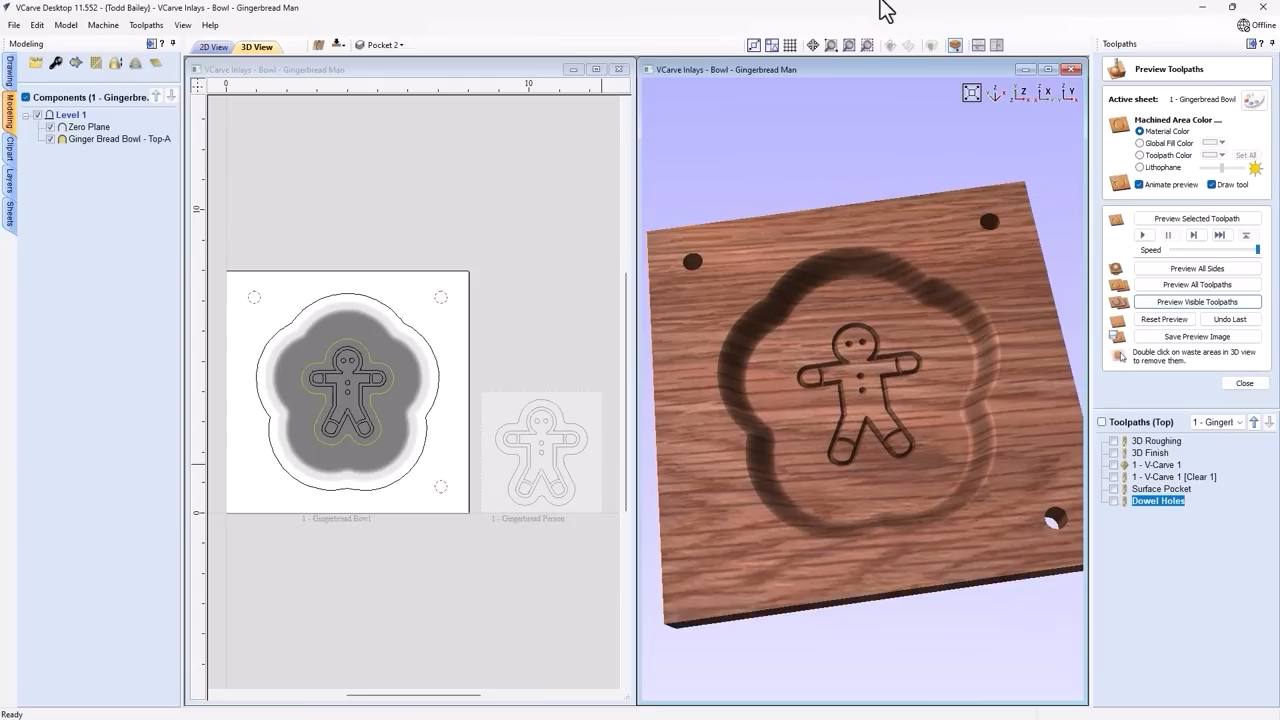 VCarve Desktop 11.552 - {Todd Bailey} - VCarve Inlays - Bowl - Gingerbread Man
File Edit Model Machine Toolpaths View Help
Offline
Modeling
2D View
3D View
Pocket 2
Toolpaths
Drawing
Modeling
Clipart
Layers
Sheets
Components (1 - Gingerbre...
Level 1
Zero Plane
Ginger Bread Bowl - Top-A
VCarve Inlays - Bowl - Gingerbread Man
0
10
10
0
1 - Gingerbread Bowl
1 - Gingerbread Person
VCarve Inlays - Bowl - Gingerbread Man
Z X Y
Preview Toolpaths
Active sheet: 1 - Gingerbread Bowl
Machined Area Color ....
Material Color
Global Fill Color
Toolpath Color
Set All
Lithophane
Animate preview
Draw tool
Preview Selected Toolpath
Speed
Preview All Sides
Preview All Toolpaths
Preview Visible Toolpaths
Reset Preview
Undo Last
Save Preview Image
Double click on waste areas in 3D view
to remove them.
Close
Toolpaths (Top)
1 - Gingerl
3D Roughing
3D Finish
1 - V-Carve 1
1 - V-Carve 1 [Clear 1]
Surface Pocket
Dowel Holes
Ready